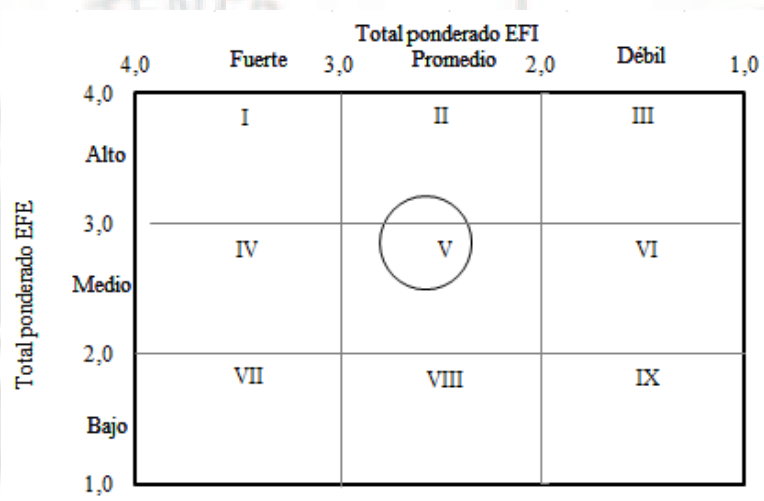 Total ponderado EFI
Fuerte Promedio Débil
4,0 3,0 2,0 1,0
4,0
I II III
Alto
3,0
IV V VI
Medio
2,0
VII VIII IX
Bajo
1,0
Total ponderado EFE